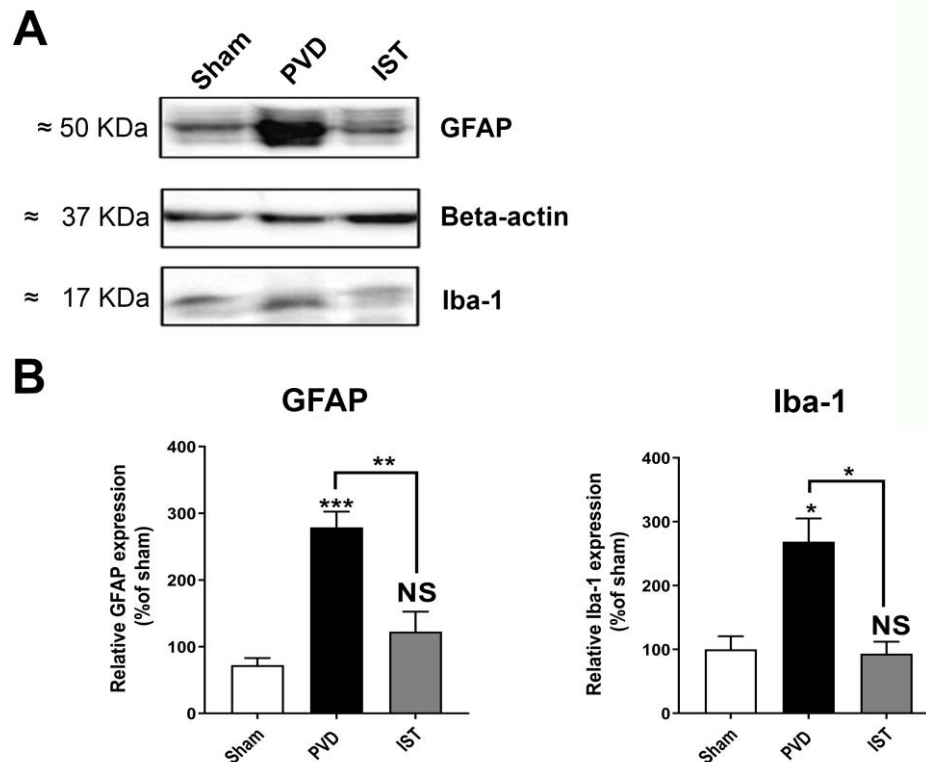 A
Sham PVD IST
≈ 50 KDa GFAP
≈ 37 KDa Beta-actin
≈ 17 KDa Iba-1
B
GFAP
Relative GFAP expression
(%of sham)
400
300
200
100
0
***
**
NS
Sham PVD IST
Iba-1
Relative Iba-1 expression
(%of sham)
400
300
200
100
0
*
*
NS
Sham PVD IST